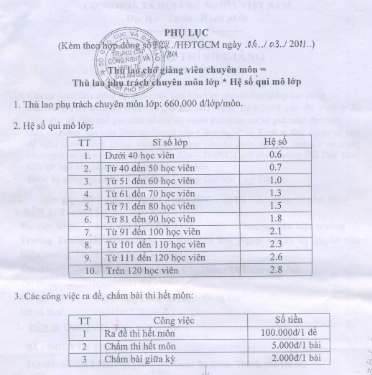 PHỤ LỤC
(Kèm theo hợp đồng số /HĐTGCM ngày 06../03../2011..)
* Thù lao cho giảng viên chuyên môn =
Thù lao phụ trách chuyên môn lớp * Hệ số qui mô lớp
1. Thù lao phụ trách chuyên môn lớp: 660,000 đ/lớp/môn.
2. Hệ số qui mô lớp:
TT Sĩ số lớp Hệ số
1. Dưới 40 học viên 0.6
2. Từ 40 đến 50 học viên 0.7
3. Từ 51 đến 60 học viên 1.0
4. Từ 61 đến 70 học viên 1.3
5. Từ 71 đến 80 học viên 1.5
6. Từ 81 đến 90 học viên 1.8
7. Từ 91 đến 100 học viên 2.1
8. Từ 101 đến 110 học viên 2.3
9. Từ 111 đến 120 học viên 2.6
10. Trên 120 học viên 2.8
3. Các công việc ra đề, chấm bài thi hết môn:
TT Công việc Số tiền
1 Ra đề thi hết môn 100.000đ/1 đề
2 Chấm thi hết môn 5.000đ/1 bài
3 Chấm bài giữa kỳ 2.000đ/1 bài